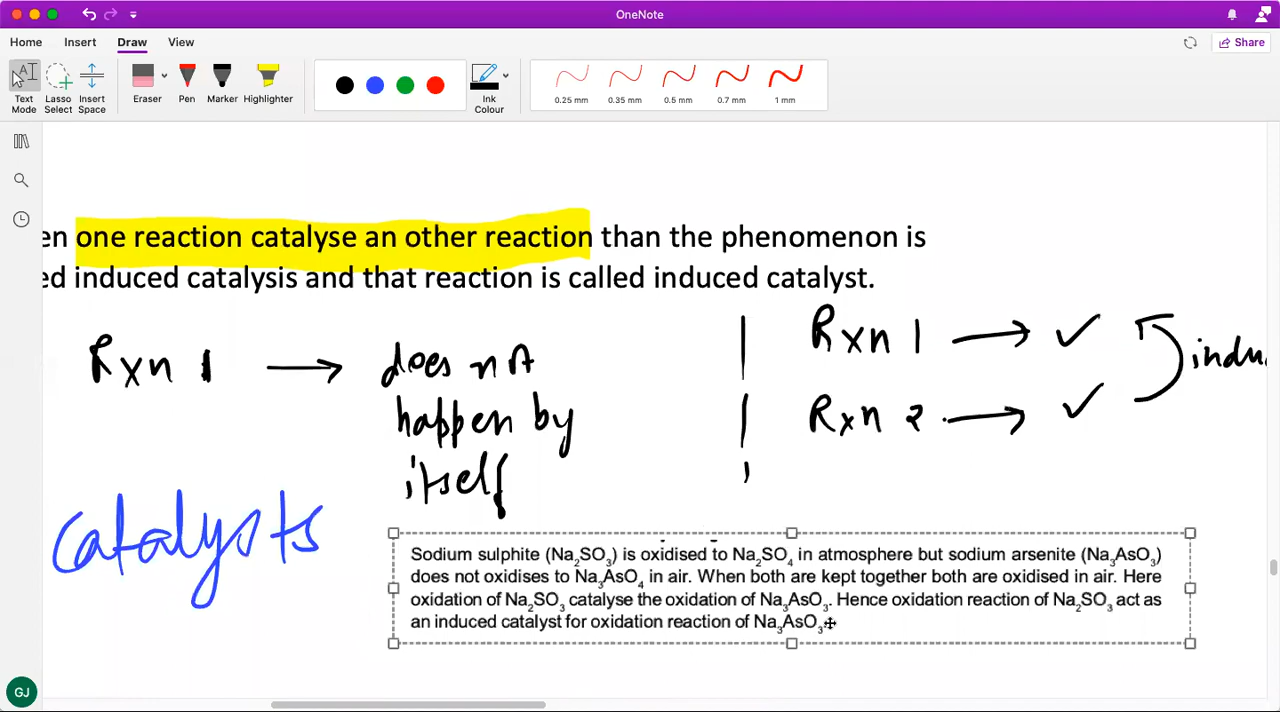 OneNote
Home Insert Draw View
Share
Text Mode
Lasso Select
Insert Space
Eraser
Pen
Marker
Highlighter
Ink Colour
0.25 mm
0.35 mm
0.5 mm
0.7 mm
1 mm
en one reaction catalyse an other reaction than the phenomenon is
ed induced catalysis and that reaction is called induced catalyst.
Rxn 1 → does not
happen by
itself
Rxn 1 → ✓
Rxn 2 → ✓
indu
catalysts
Sodium sulphite (Na₂SO₃) is oxidised to Na₂SO₄ in atmosphere but sodium arsenite (Na₃AsO₃)
does not oxidises to Na₃AsO₄ in air. When both are kept together both are oxidised in air. Here
oxidation of Na₂SO₃ catalyse the oxidation of Na₃AsO₃. Hence oxidation reaction of Na₂SO₃ act as
an induced catalyst for oxidation reaction of Na₃AsO₃
GJ